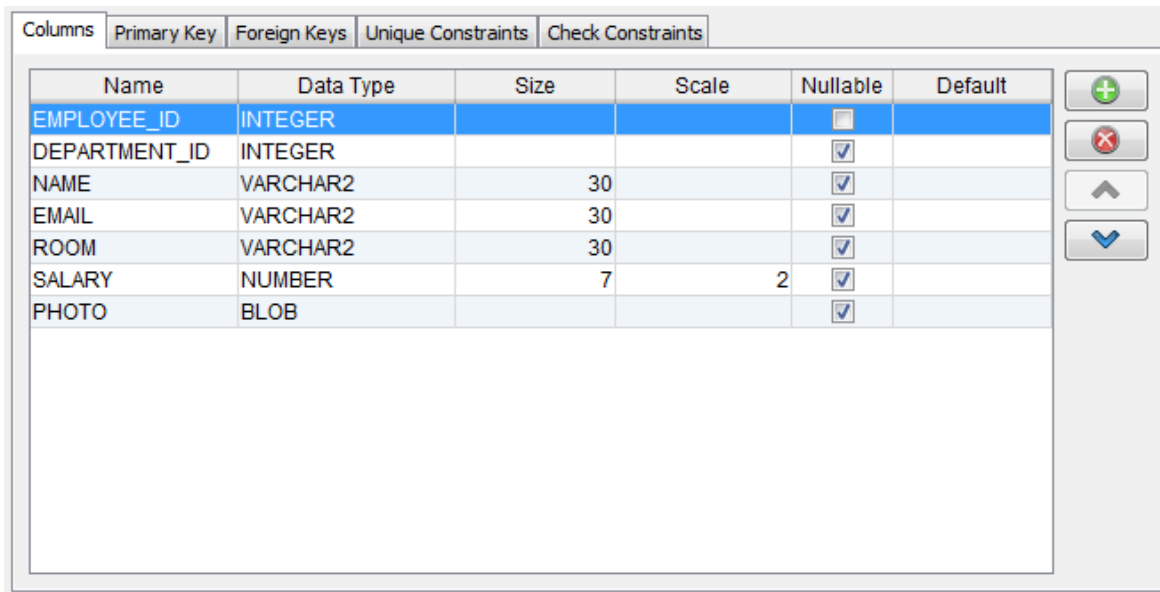 Columns Primary Key Foreign Keys Unique Constraints Check Constraints
Name Data Type Size Scale Nullable Default
EMPLOYEE_ID INTEGER
DEPARTMENT_ID INTEGER
NAME VARCHAR2 30
EMAIL VARCHAR2 30
ROOM VARCHAR2 30
SALARY NUMBER 7 2
PHOTO BLOB